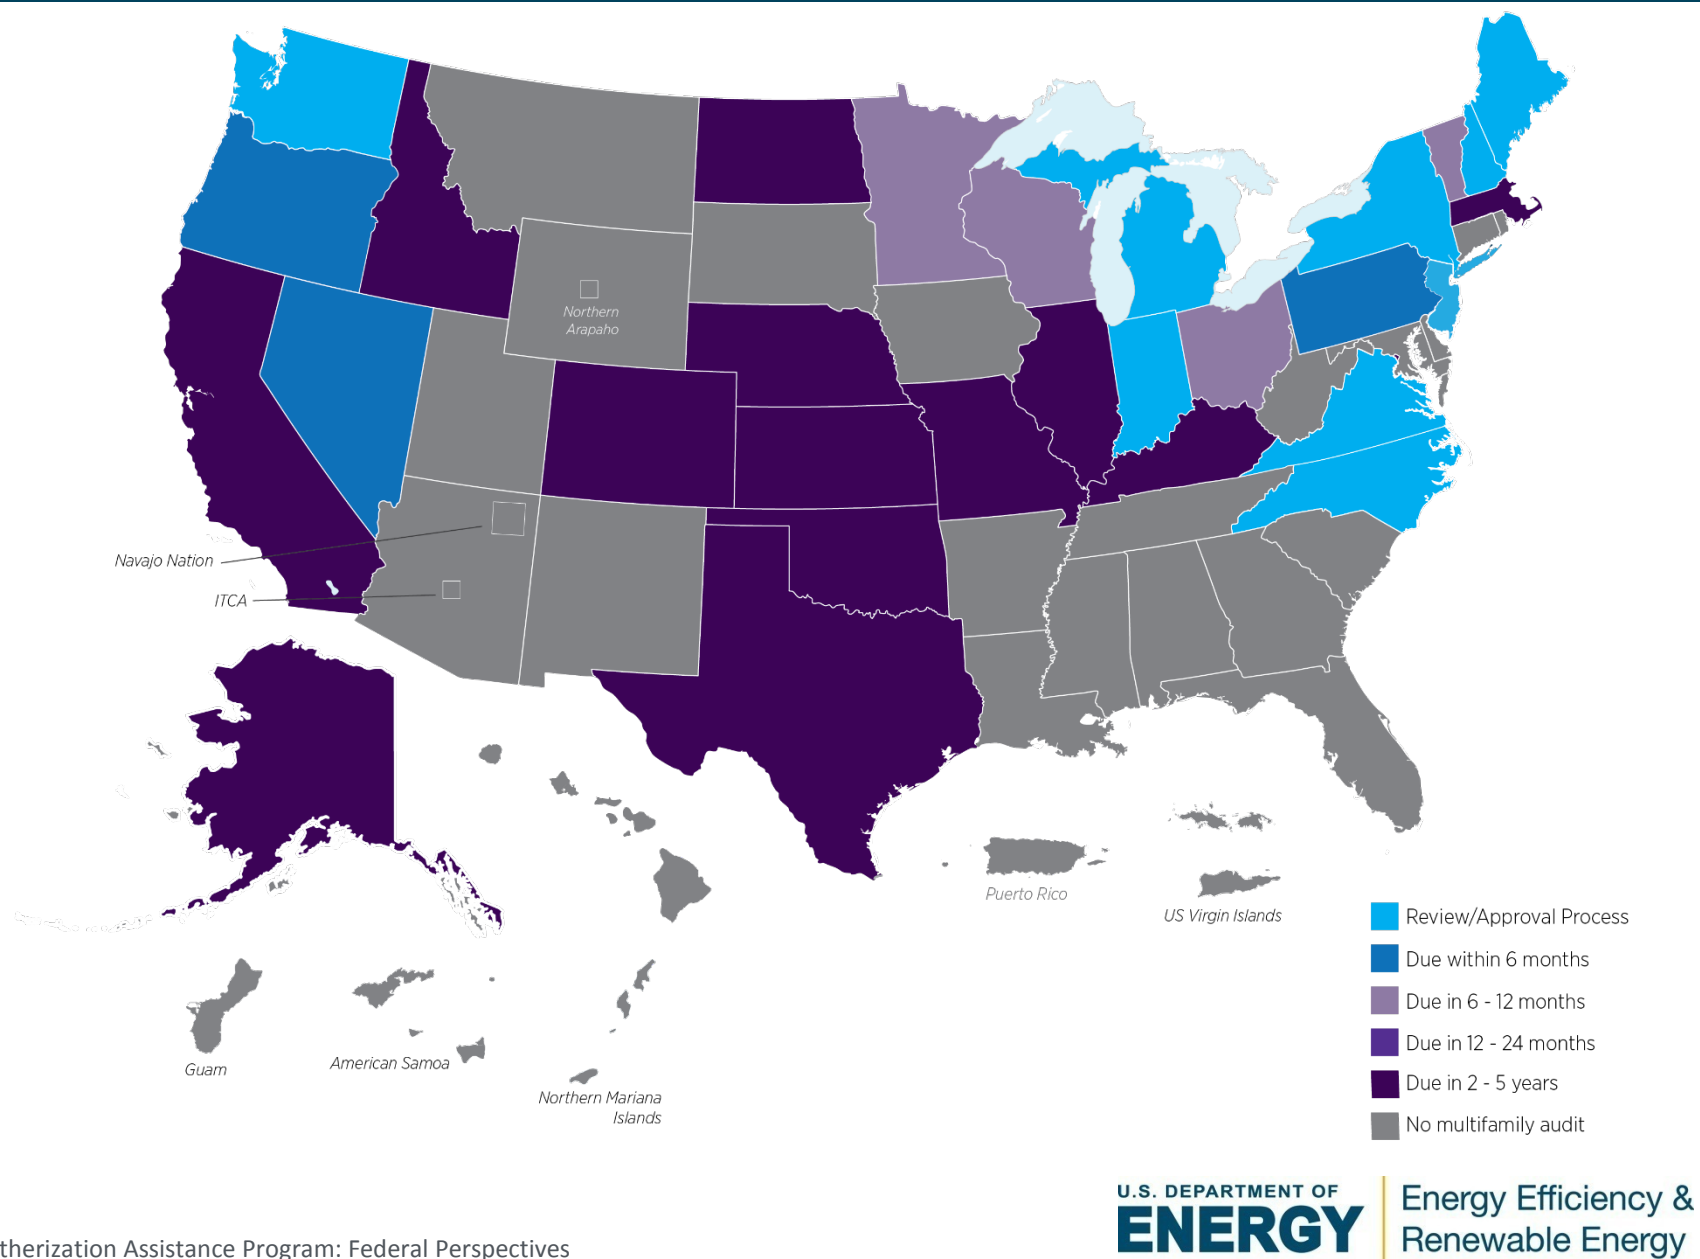 Northern
Arapaho
Navajo Nation
ITCA
Puerto Rico
US Virgin Islands
Guam
American Samoa
Northern Mariana
Islands
Review/Approval Process
Due within 6 months
Due in 6 - 12 months
Due in 12 - 24 months
Due in 2 - 5 years
No multifamily audit
U.S. DEPARTMENT OF
ENERGY
Energy Efficiency &
Renewable Energy
therization Assistance Program: Federal Perspectives